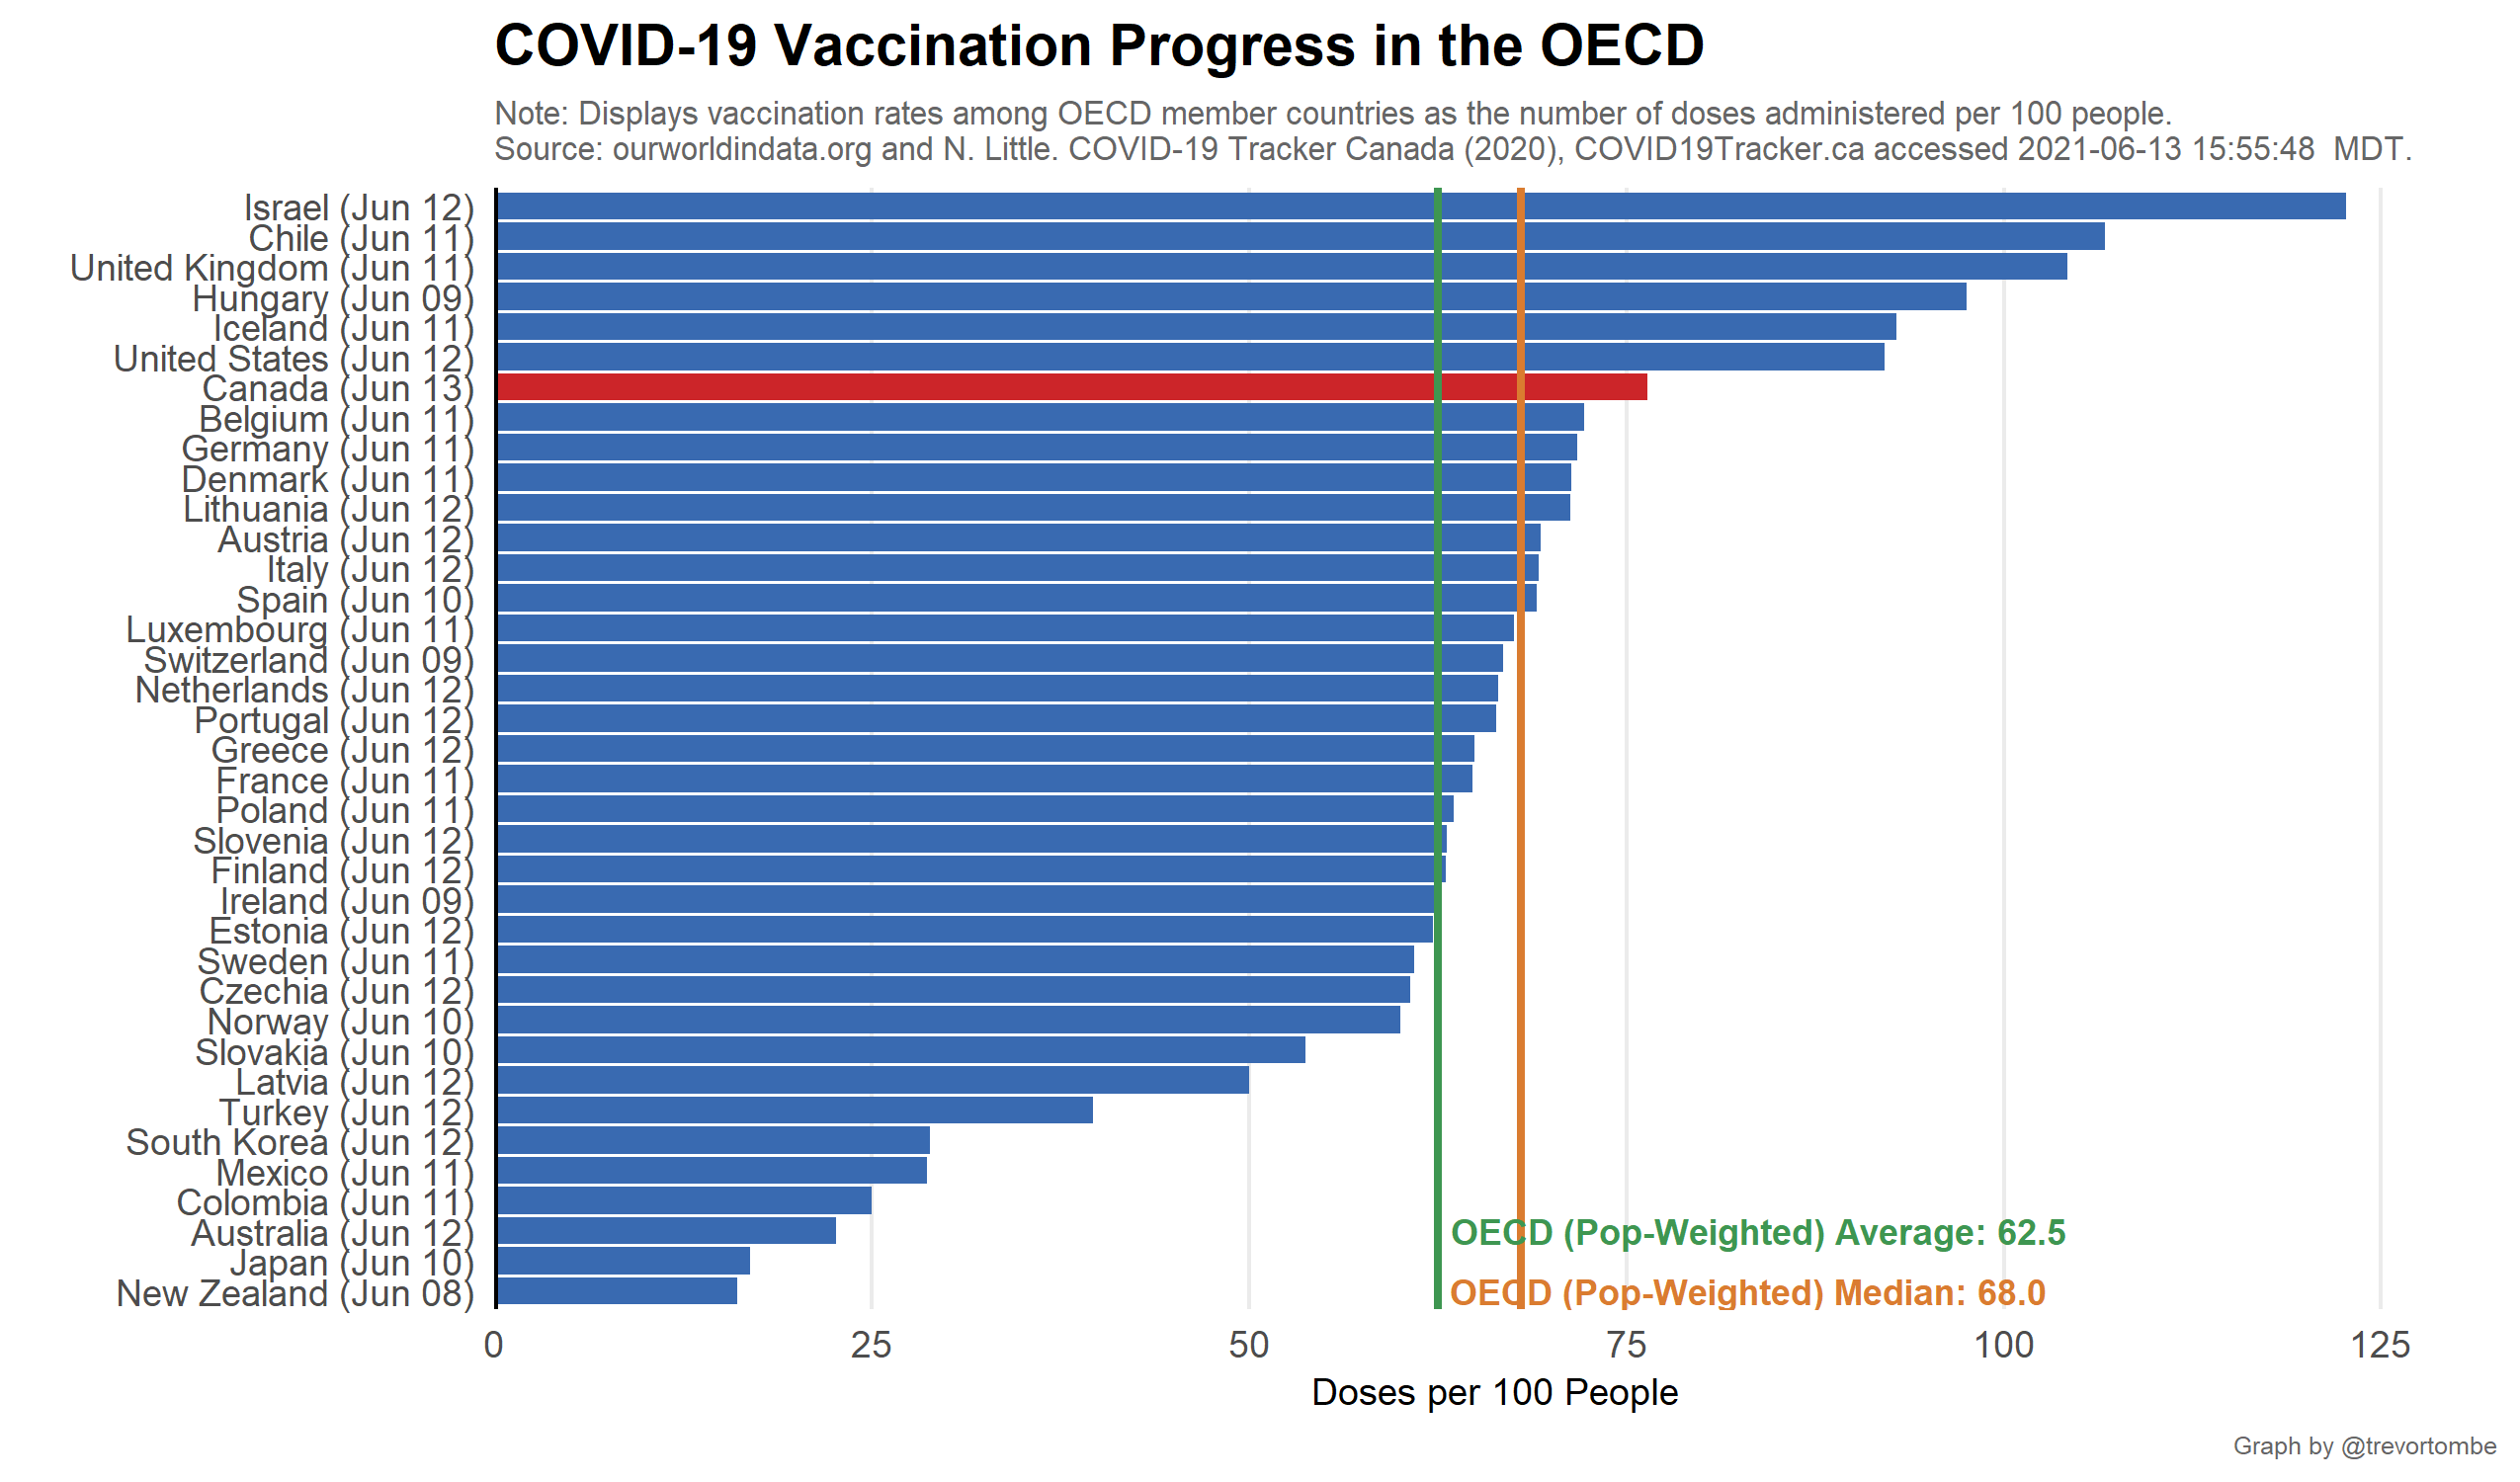 COVID-19 Vaccination Progress in the OECD
Note: Displays vaccination rates among OECD member countries as the number of doses administered per 100 people.
Source: ourworldindata.org and N. Little. COVID-19 Tracker Canada (2020), COVID19Tracker.ca accessed 2021-06-13 15:55:48  MDT.
Israel (Jun 12)
Chile (Jun 11)
United Kingdom (Jun 11)
Hungary (Jun 09)
Iceland (Jun 11)
United States (Jun 12)
Canada (Jun 13)
Belgium (Jun 11)
Germany (Jun 11)
Denmark (Jun 11)
Lithuania (Jun 12)
Austria (Jun 12)
Italy (Jun 12)
Spain (Jun 10)
Luxembourg (Jun 11)
Switzerland (Jun 09)
Netherlands (Jun 12)
Portugal (Jun 12)
Greece (Jun 12)
France (Jun 11)
Poland (Jun 11)
Slovenia (Jun 12)
Finland (Jun 12)
Ireland (Jun 09)
Estonia (Jun 12)
Sweden (Jun 11)
Czechia (Jun 12)
Norway (Jun 10)
Slovakia (Jun 10)
Latvia (Jun 12)
Turkey (Jun 12)
South Korea (Jun 12)
Mexico (Jun 11)
Colombia (Jun 11)
Australia (Jun 12)
Japan (Jun 10)
New Zealand (Jun 08)
OECD (Pop-Weighted) Average: 62.5
OECD (Pop-Weighted) Median: 68.0
0 25 50 75 100 125
Doses per 100 People
Graph by @trevortombe